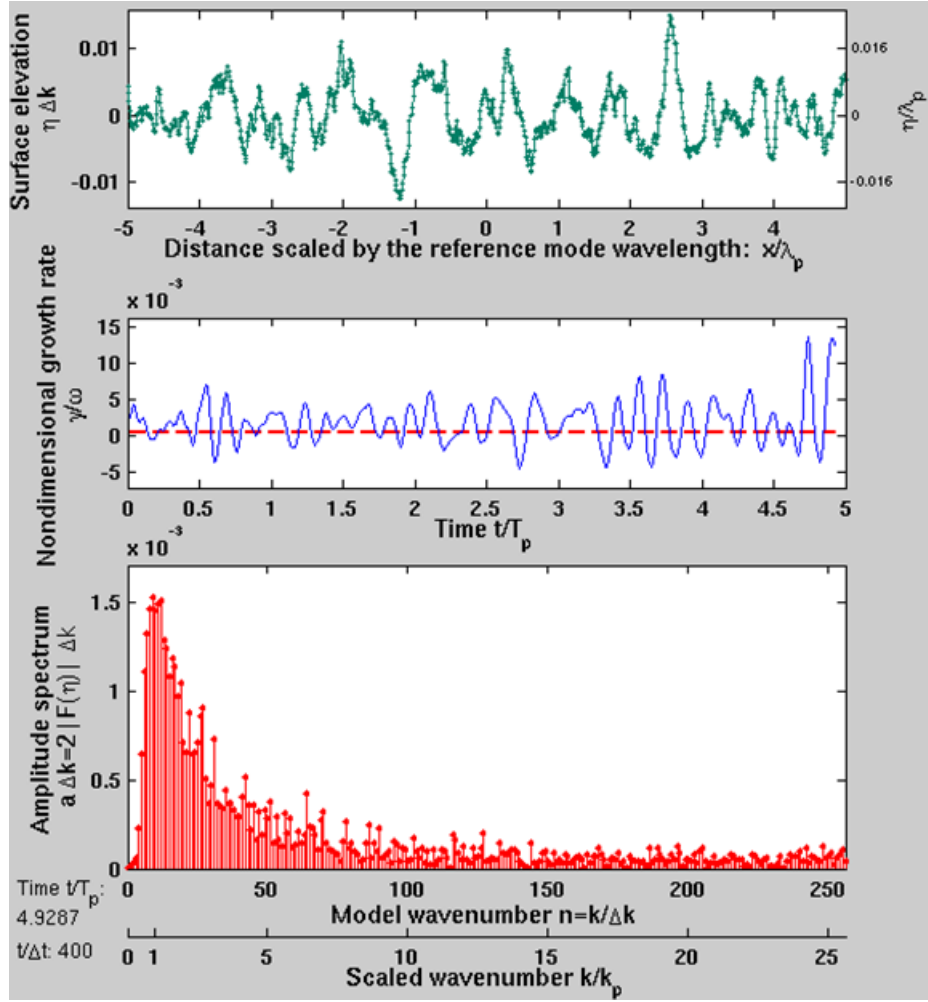 Surface elevation
η Δk
0.01
0
-0.01
0.016
0
-0.016
η/λp
-5 -4 -3 -2 -1 0 1 2 3 4
Distance scaled by the reference mode wavelength: x/λp
Nondimensional growth rate
γ/ω
x 10⁻³
15
10
5
0
-5
0 0.5 1 1.5 2 2.5 3 3.5 4 4.5 5
Time t/Tp
Amplitude spectrum
a Δk=2 | F(η) | Δk
x 10⁻³
1.5
1
0.5
0
0 50 100 150 200 250
Model wavenumber n=k/Δk
Time t/Tp:
4.9287
t/Δt: 400
0 1 5 10 15 20 25
Scaled wavenumber k/kp